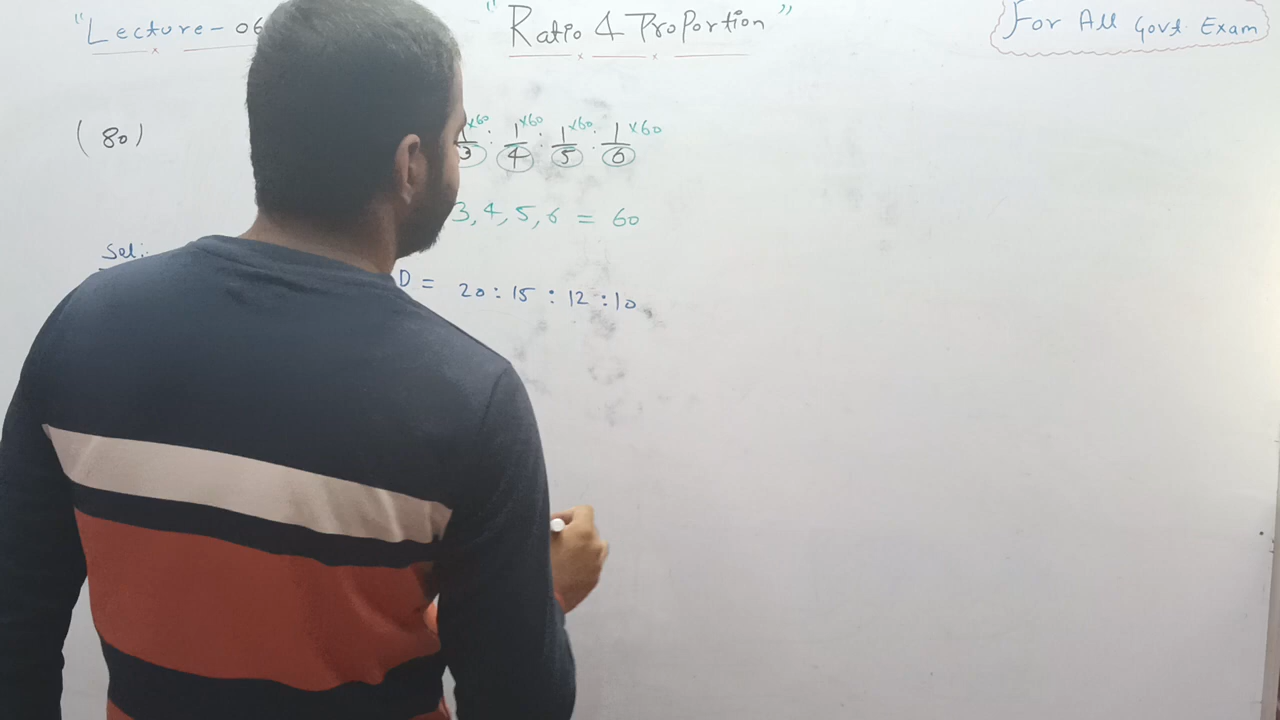 "Lecture - 06 " Ratio & Proportion " For All Govt. Exam
(80) 1/3 ×60 : 1/4 ×60 : 1/5 ×60 : 1/6 ×60
3, 4, 5, 6 = 60
Sol:
D = 20 : 15 : 12 : 10